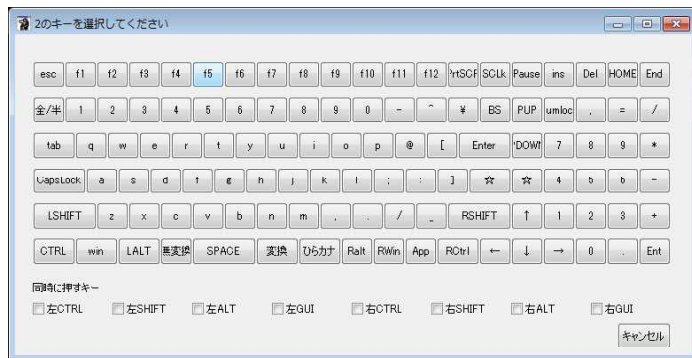 2のキーを選択してください
esc f1 f2 f3 f4 f5 f6 f7 f8 f9 f10 f11 f12 PrtSCR SCLk Pause ins Del HOME End
全/半 1 2 3 4 5 6 7 8 9 0 - ^ ¥ BS PUP umloc , = /
tab q w e r t y u i o p @ [ Enter 'DOWN 7 8 9 *
CapsLock a s d f g h j k l ; : ] ☆ ☆ 4 5 6 -
LSHIFT z x c v b n m , . / _ RSHIFT ↑ 1 2 3 +
CTRL win LALT 無変換 SPACE 変換 ひらカナ Ralt RWin App RCtrl ← ↓ → 0 . Ent
同時に押すキー
左CTRL 左SHIFT 左ALT 左GUI 右CTRL 右SHIFT 右ALT 右GUI
キャンセル